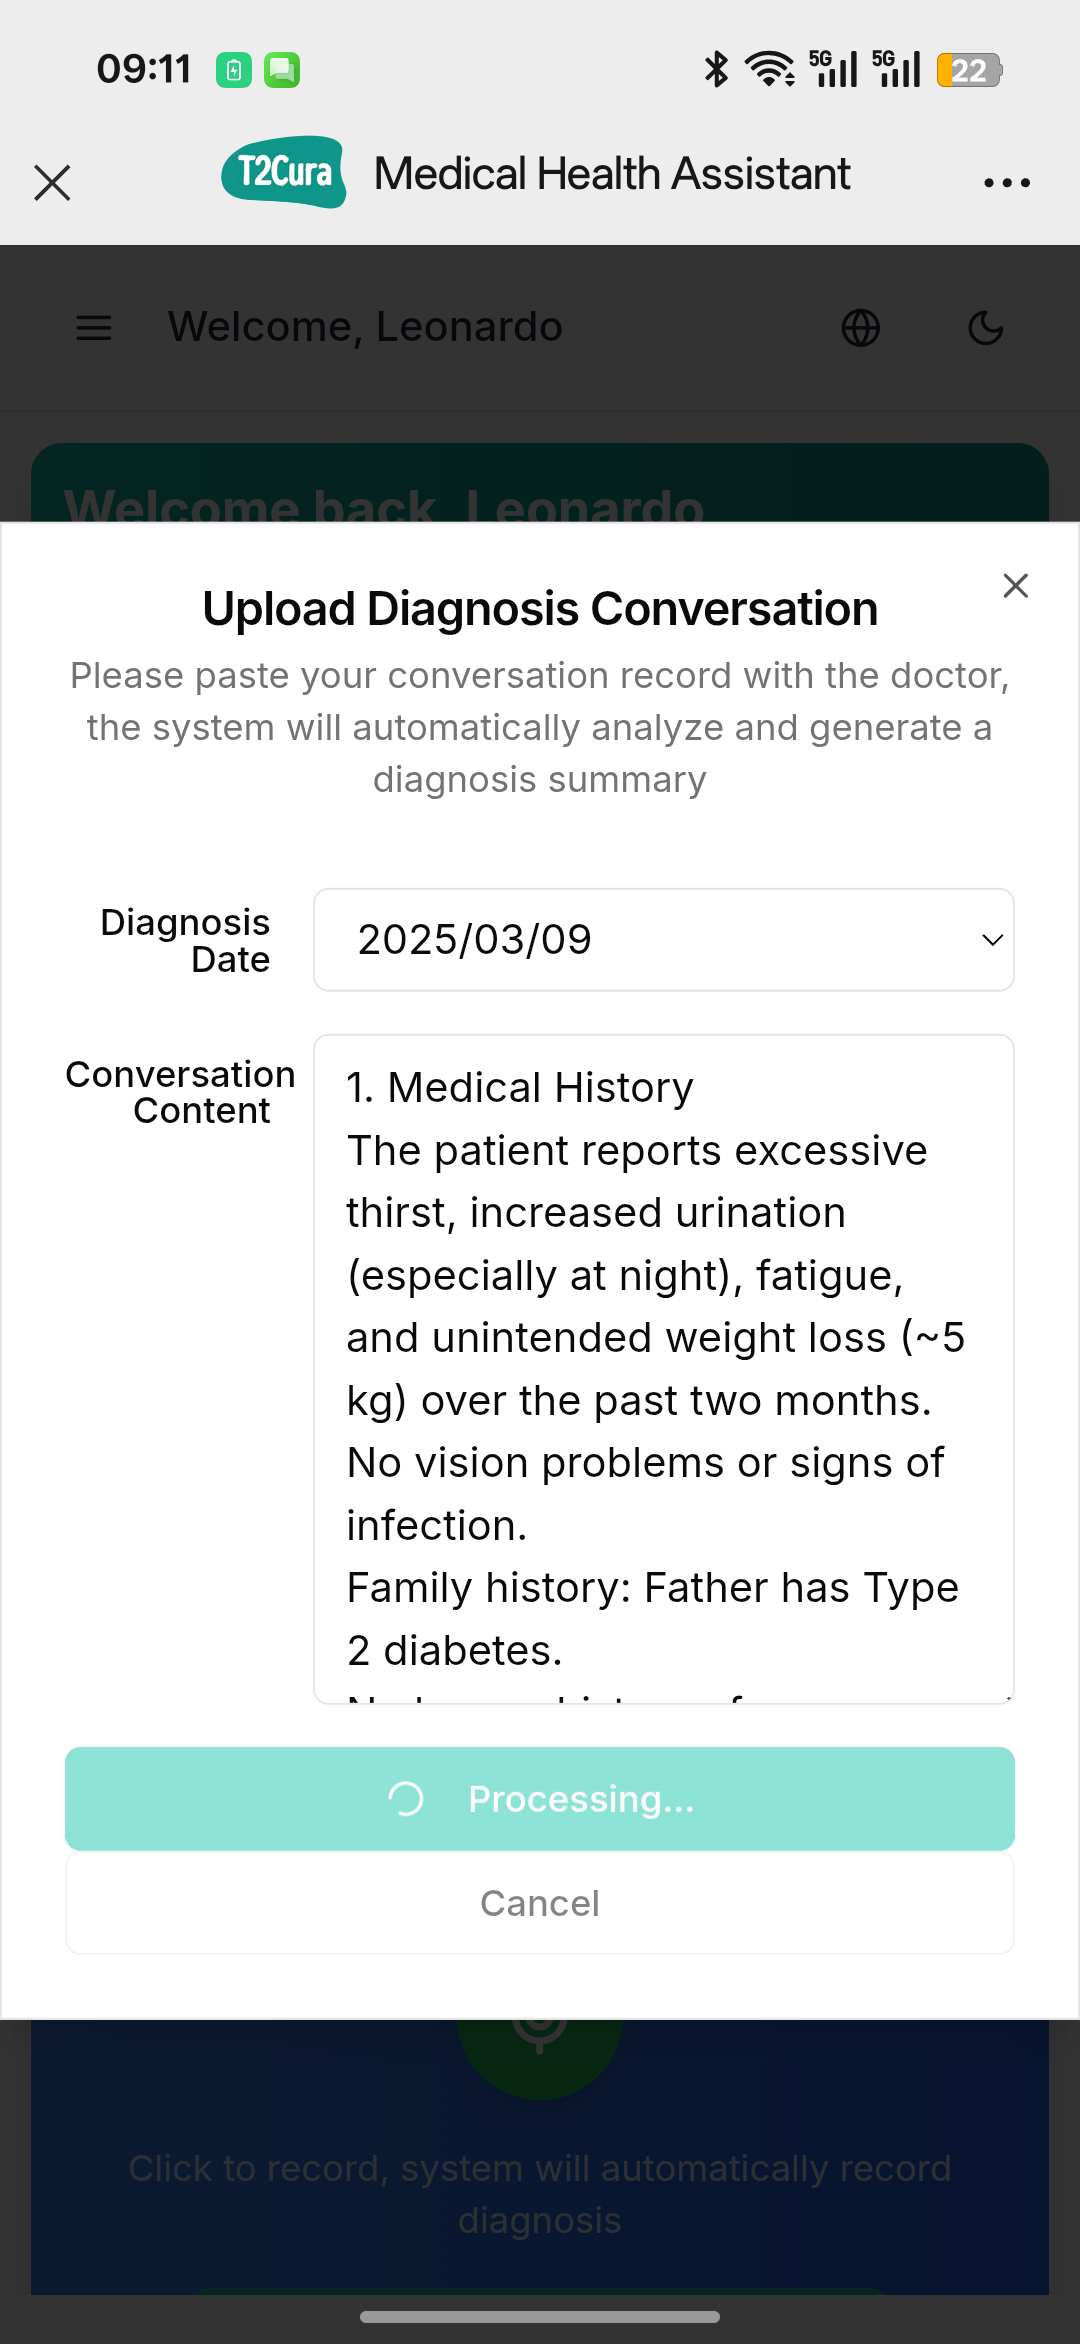 09:11
5G
5G
22
T2Cura
Medical Health Assistant
Welcome, Leonardo
Welcome back, Leonardo
Upload Diagnosis Conversation
Please paste your conversation record with the doctor,
the system will automatically analyze and generate a
diagnosis summary
Diagnosis
Date
2025/03/09
Conversation
Content
1. Medical History
The patient reports excessive
thirst, increased urination
(especially at night), fatigue,
and unintended weight loss (~5
kg) over the past two months.
No vision problems or signs of
infection.
Family history: Father has Type
2 diabetes.
Processing...
Cancel
Click to record, system will automatically record
diagnosis